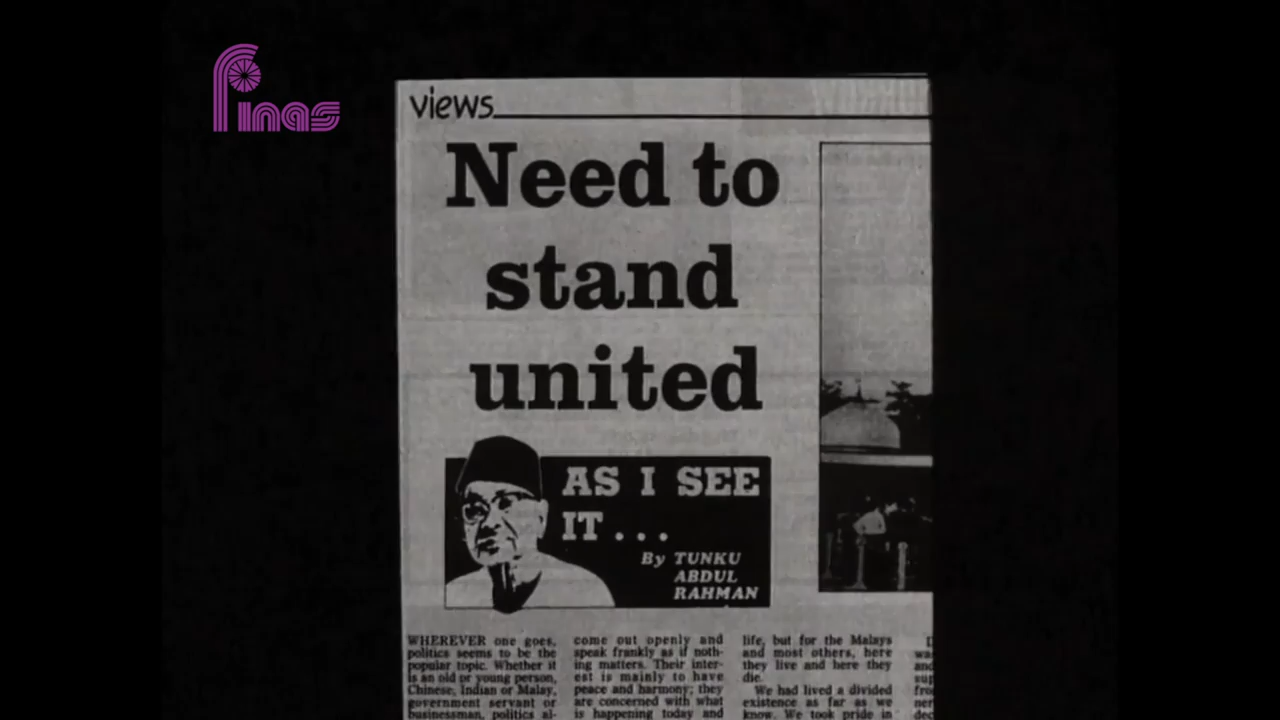 Finas
views
Need to
stand
united
AS I SEE
IT...
By TUNKU
ABDUL
RAHMAN
WHEREVER one goes,
politics seems to be the
popular topic. Whether it
is an old or young person,
Chinese, Indian or Malay,
government servant or
businessman, politics al-
come out openly and
speak frankly as if noth-
ing matters. Their inter-
est is mainly to have
peace and harmony; they
are concerned with what
is happening today and
life, but for the Malays
and most others, here
they live and here they
die.
We had lived a divided
existence as far as we
know. We took pride in